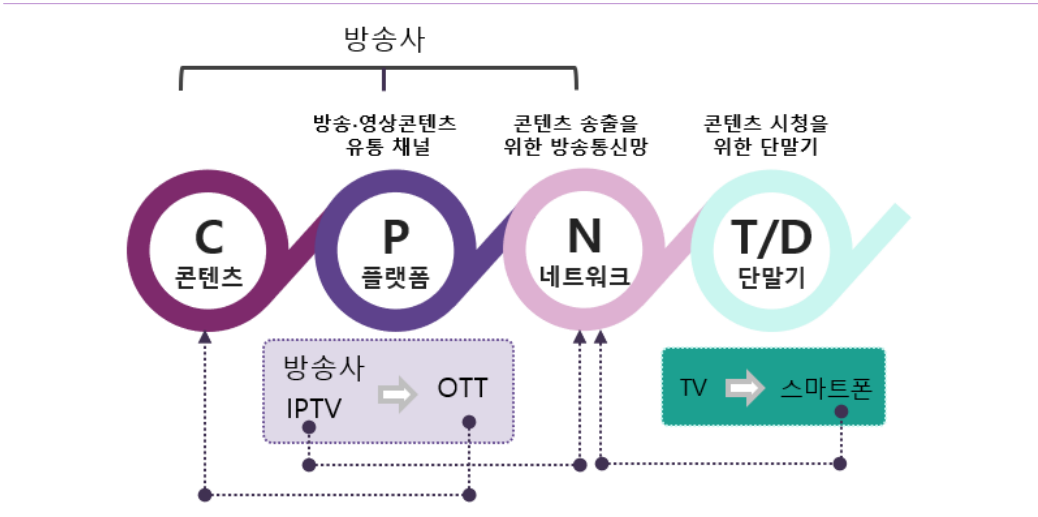 방송사
방송·영상콘텐츠
유통 채널
콘텐츠 송출을
위한 방송통신망
콘텐츠 시청을
위한 단말기
C
콘텐츠
P
플랫폼
N
네트워크
T/D
단말기
방송사
IPTV
OTT
TV
스마트폰